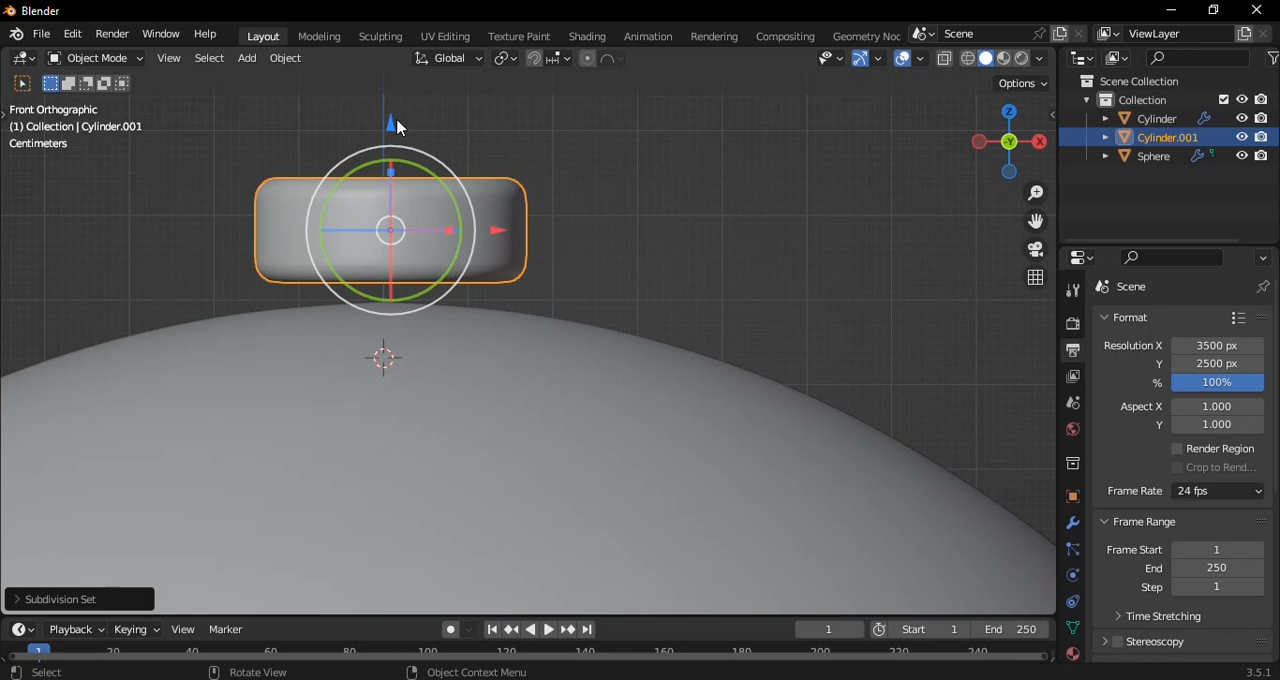 Blender
File Edit Render Window Help Layout Modeling Sculpting UV Editing Texture Paint Shading Animation Rendering Compositing Geometry Noc Scene ViewLayer
Object Mode View Select Add Object Global
Options
Front Orthographic
(1) Collection | Cylinder.001
Centimeters
Z
X
Y
Scene Collection
Collection
Cylinder
Cylinder.001
Sphere
Scene
Format
Resolution X 3500 px
Y 2500 px
% 100%
Aspect X 1.000
Y 1.000
Render Region
Crop to Rend...
Frame Rate 24 fps
Frame Range
Frame Start 1
End 250
Step 1
Time Stretching
Stereoscopy
Subdivision Set
Playback Keying View Marker 1 Start 1 End 250
1 20 40 60 80 100 120 140 160 180 200 220 240
Select Rotate View Object Context Menu 3.5.1